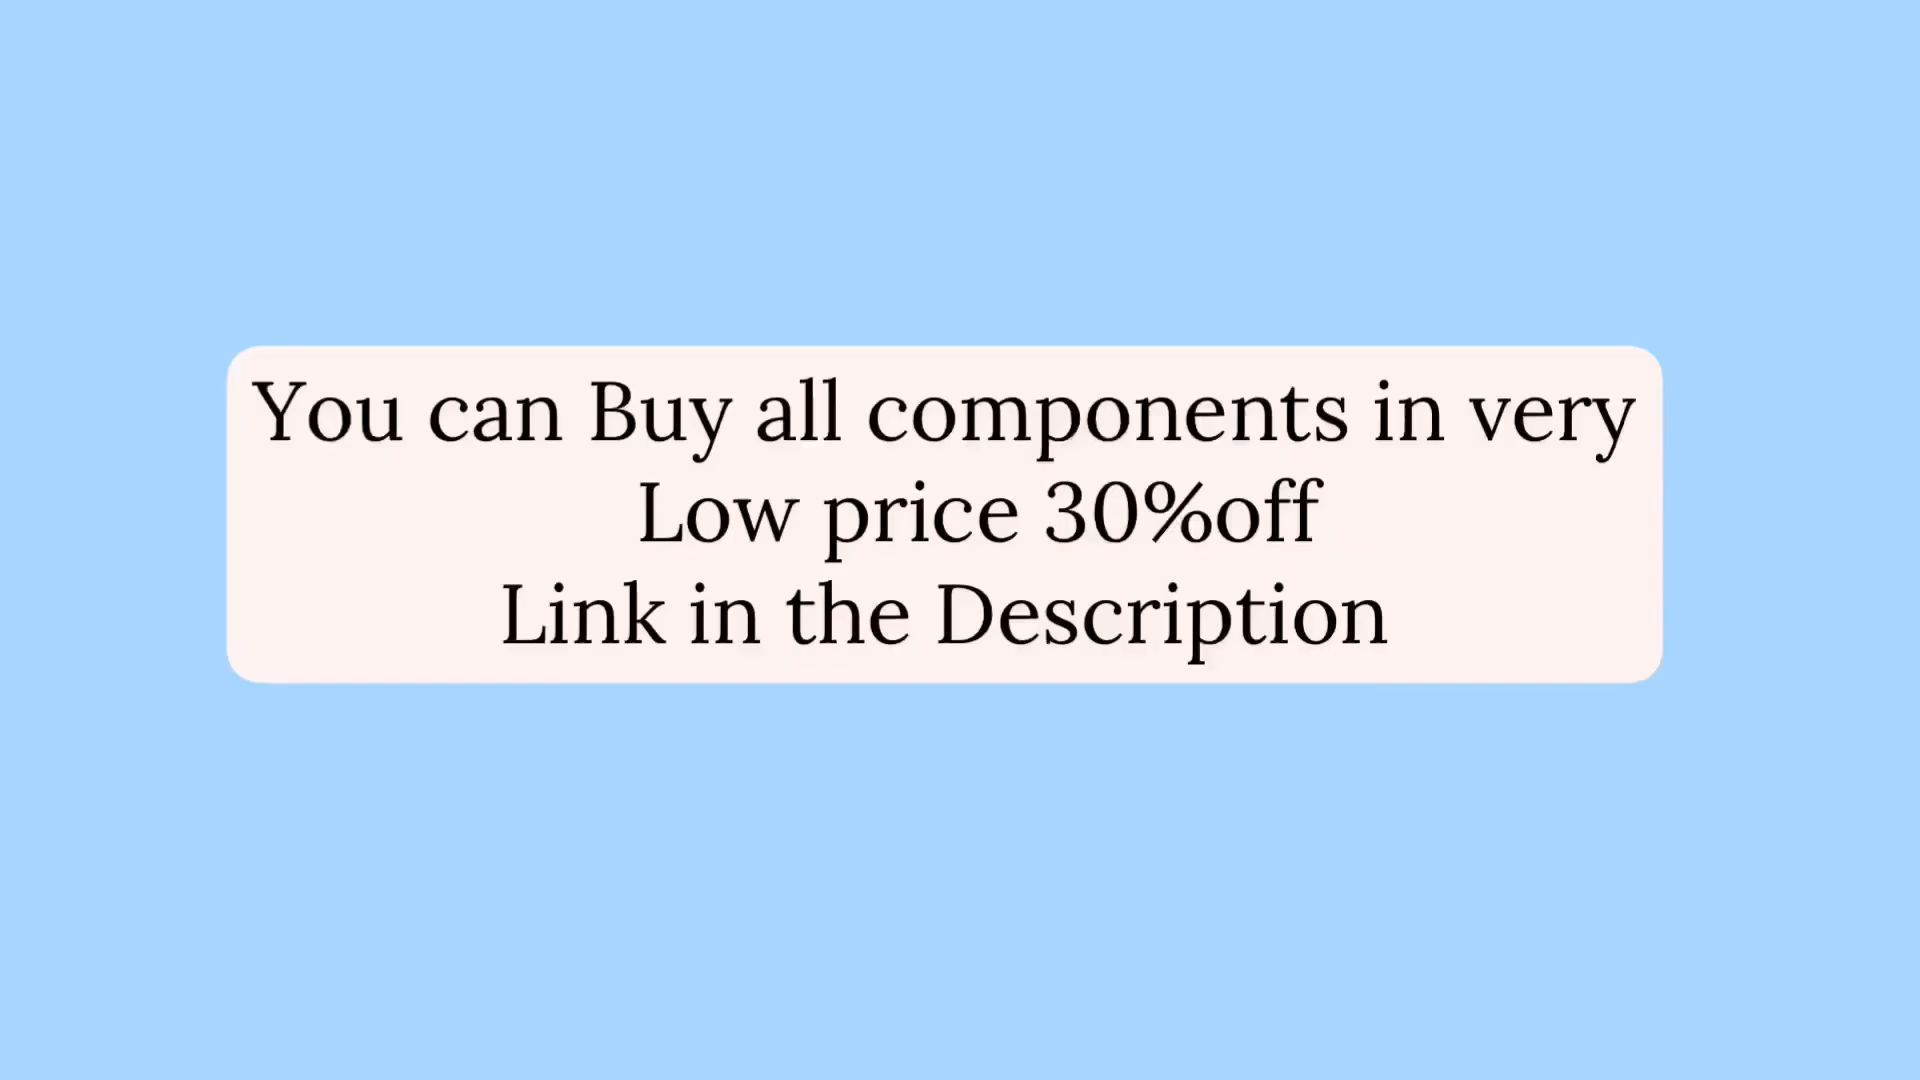 You can Buy all components in very
Low price 30%off
Link in the Description